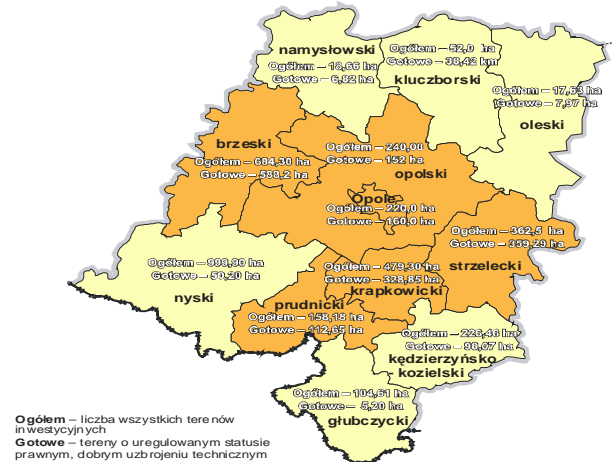 namysłowski
Ogółem – 18,66 ha
Gotowe – 6,82 ha
Ogółem – 52,0 ha
Gotowe – 38,42 km
kluczborski
Ogółem – 17,63 ha
Gotowe – 7,97 ha
oleski
brzeski
Ogółem – 684,30 ha
Gotowe – 588,2 ha
Ogółem – 240,00
Gotowe – 152 ha
opolski
Opole
Ogółem – 220,0 ha
Gotowe – 160,0 ha
Ogółem – 362,5 ha
Gotowe – 359,29 ha
strzelecki
Ogółem – 999,90 ha
Gotowe – 50,20 ha
nyski
Ogółem – 479,30 ha
Gotowe – 328,85 ha
krapkowicki
prudnicki
Ogółem – 158,18 ha
Gotowe – 112,65 ha
Ogółem – 226,46 ha
Gotowe – 98,07 ha
kędzierzyńsko
- kozielski
Ogółem – 104,61 ha
Gotowe – 5,20 ha
głubczycki
Ogółem – liczba wszystkich terenów
inwestycyjnych
Gotowe – tereny o uregulowanym statusie
prawnym, dobrym uzbrojeniu technicznym